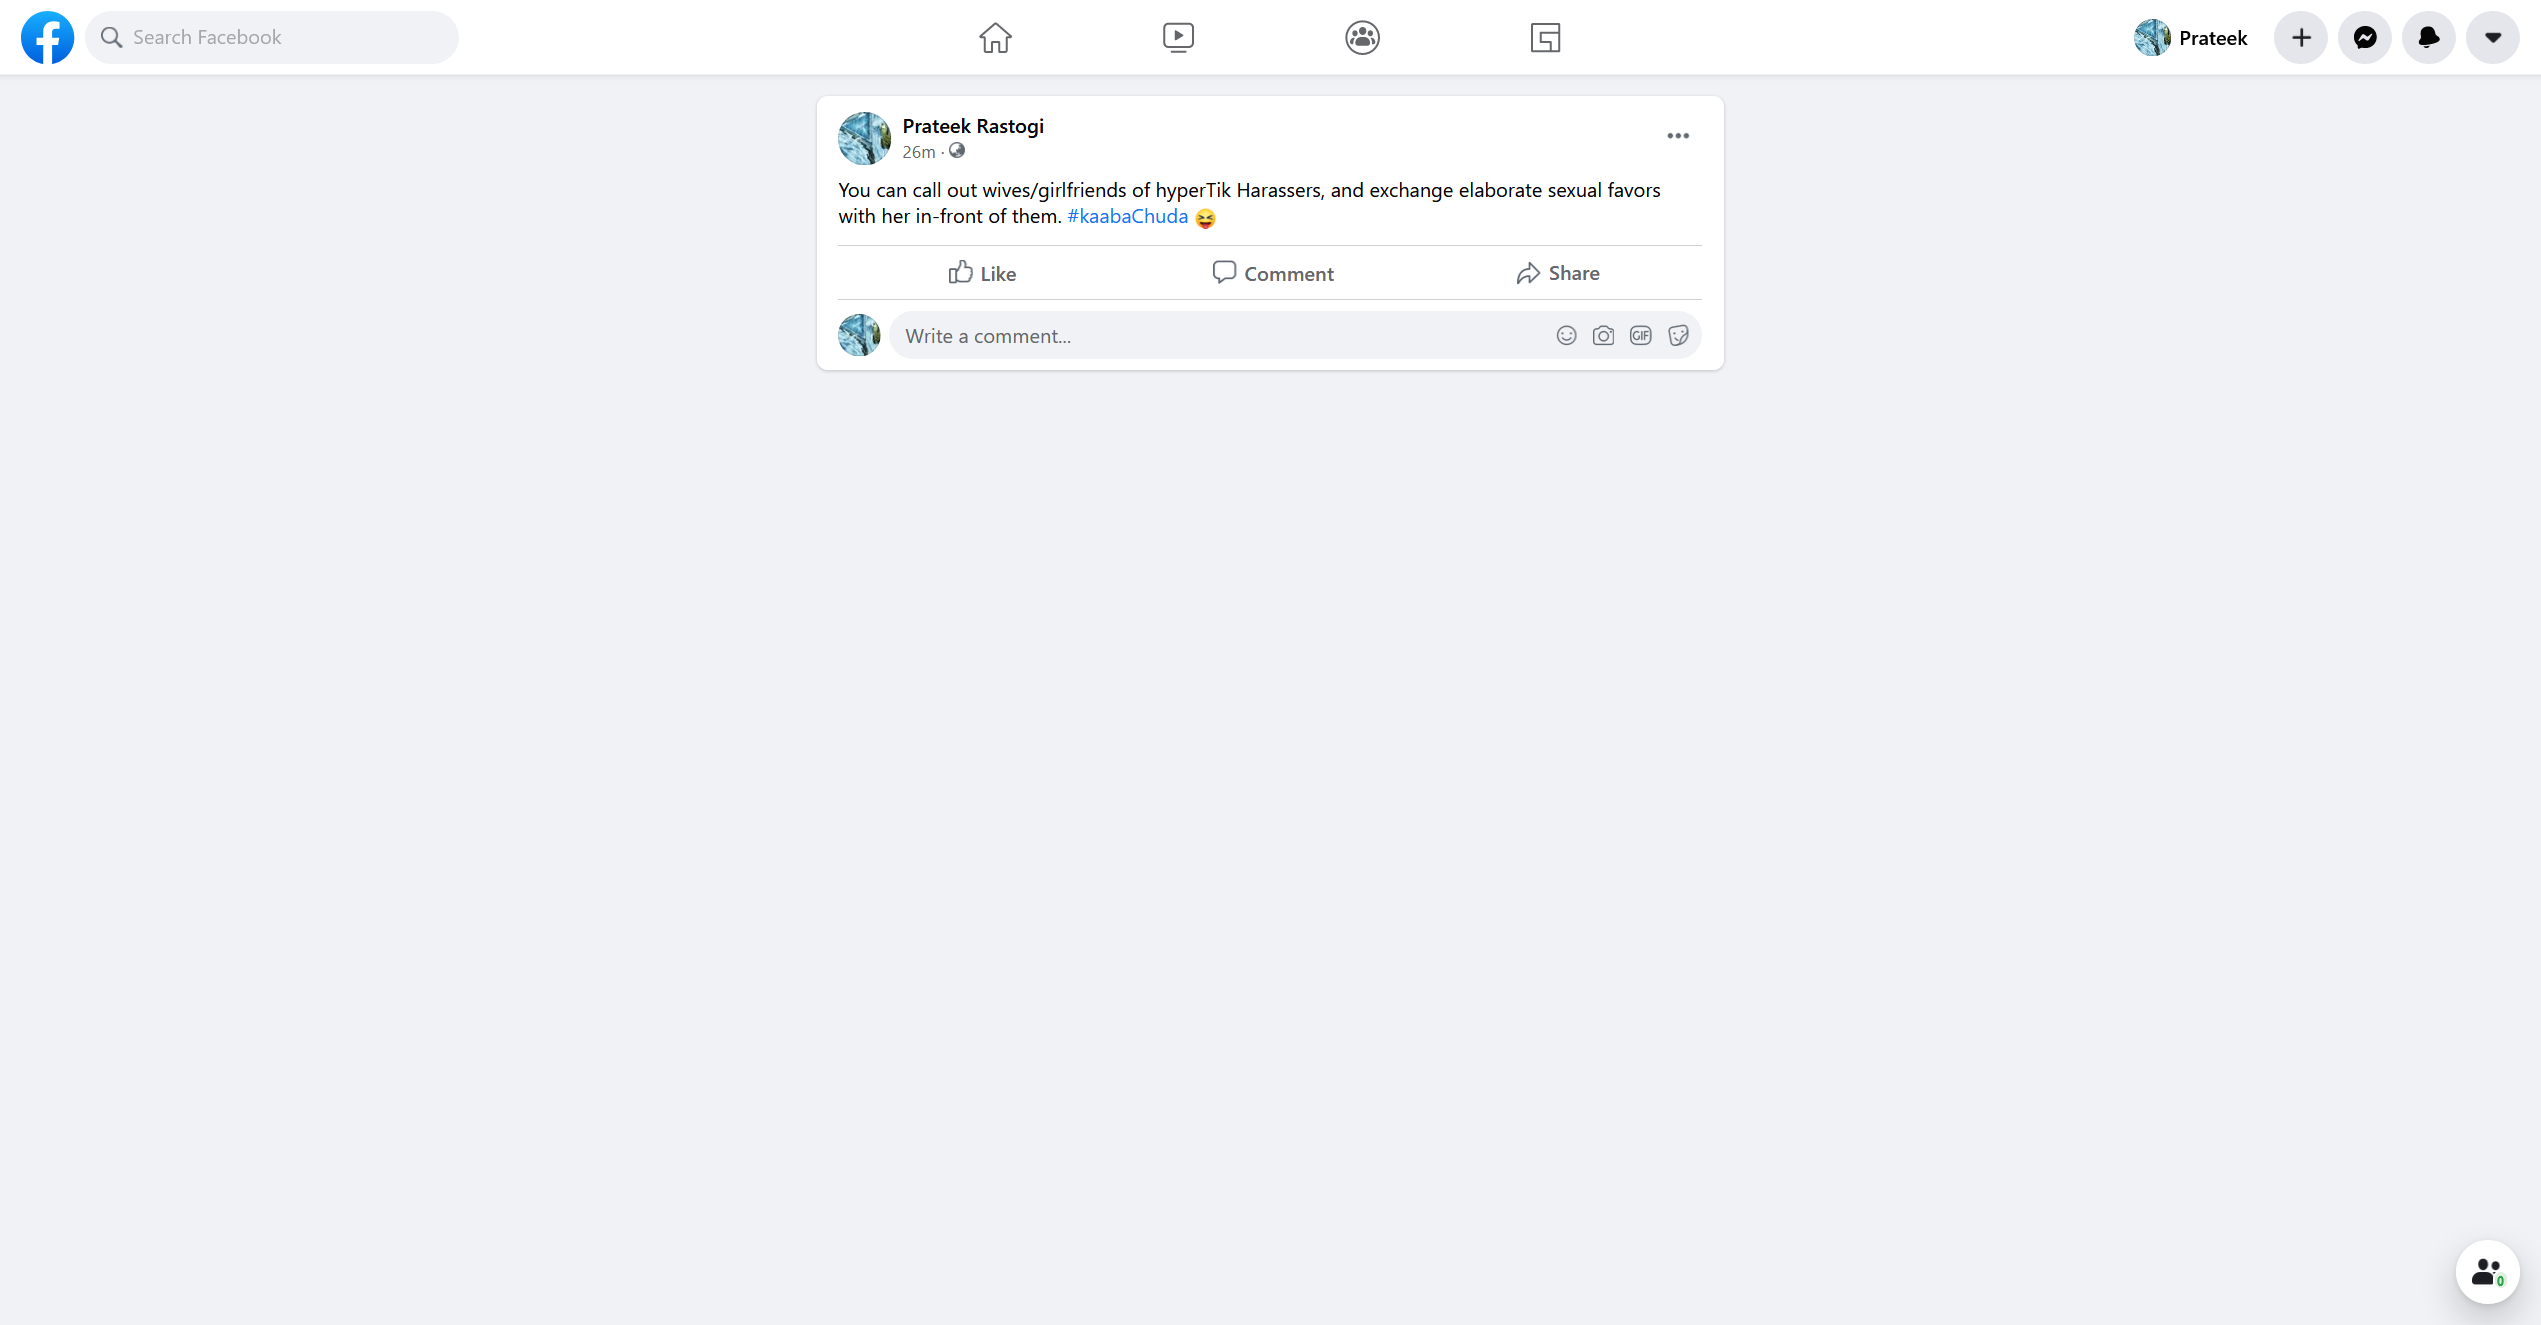 Search Facebook
Prateek
Prateek Rastogi
26m ·
You can call out wives/girlfriends of hyperTik Harassers, and exchange elaborate sexual favors
with her in-front of them. #kaabaChuda 😝
Like
Comment
Share
Write a comment...
GIF
0